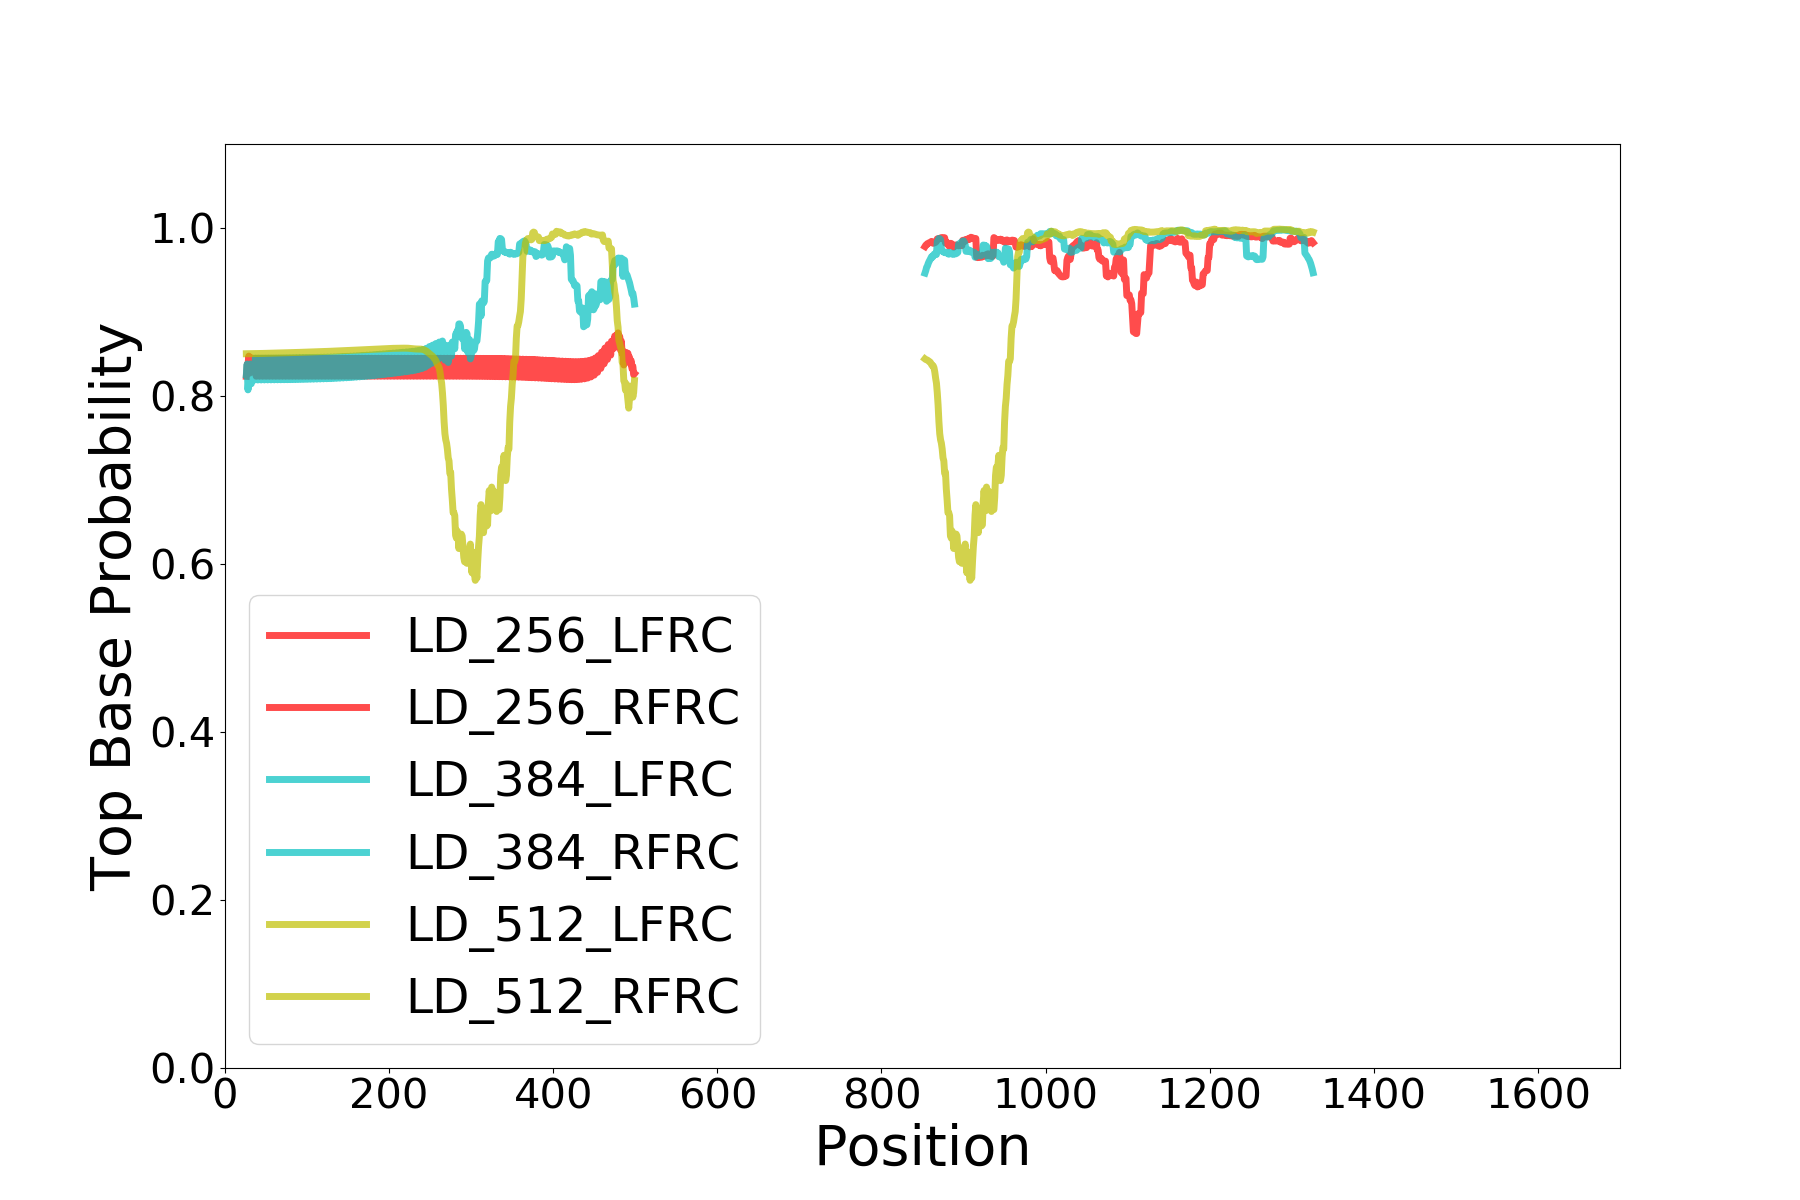 1.0
0.8
0.6
0.4
0.2
0.0
Top Base Probability
LD_256_LFRC
LD_256_RFRC
LD_384_LFRC
LD_384_RFRC
LD_512_LFRC
LD_512_RFRC
0 200 400 600 800 1000 1200 1400 1600
Position